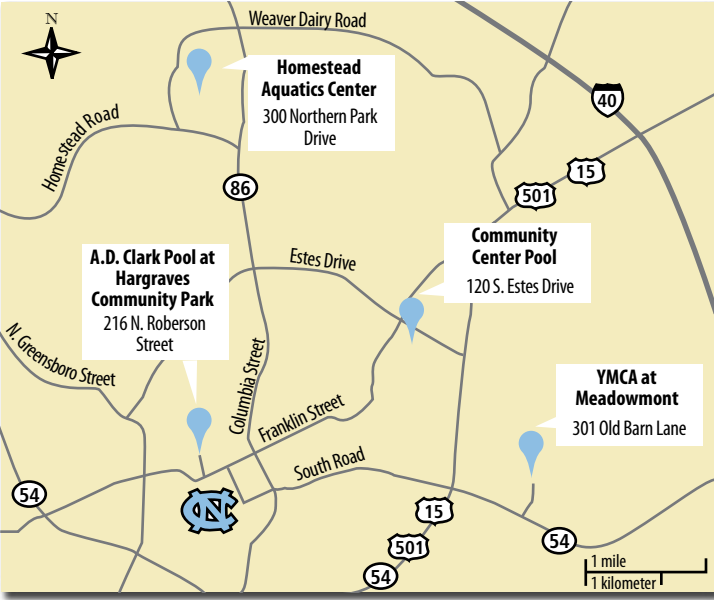 N
Weaver Dairy Road
Homestead
Aquatics Center
300 Northern Park
Drive
40
Homestead Road
15
501
86
Community
Center Pool
120 S. Estes Drive
A.D. Clark Pool at
Hargraves
Community Park
216 N. Roberson
Street
Estes Drive
N. Greensboro Street
Columbia Street
Franklin Street
YMCA at
Meadowmont
301 Old Barn Lane
South Road
54
NC
15
501
54
54
1 mile
1 kilometer